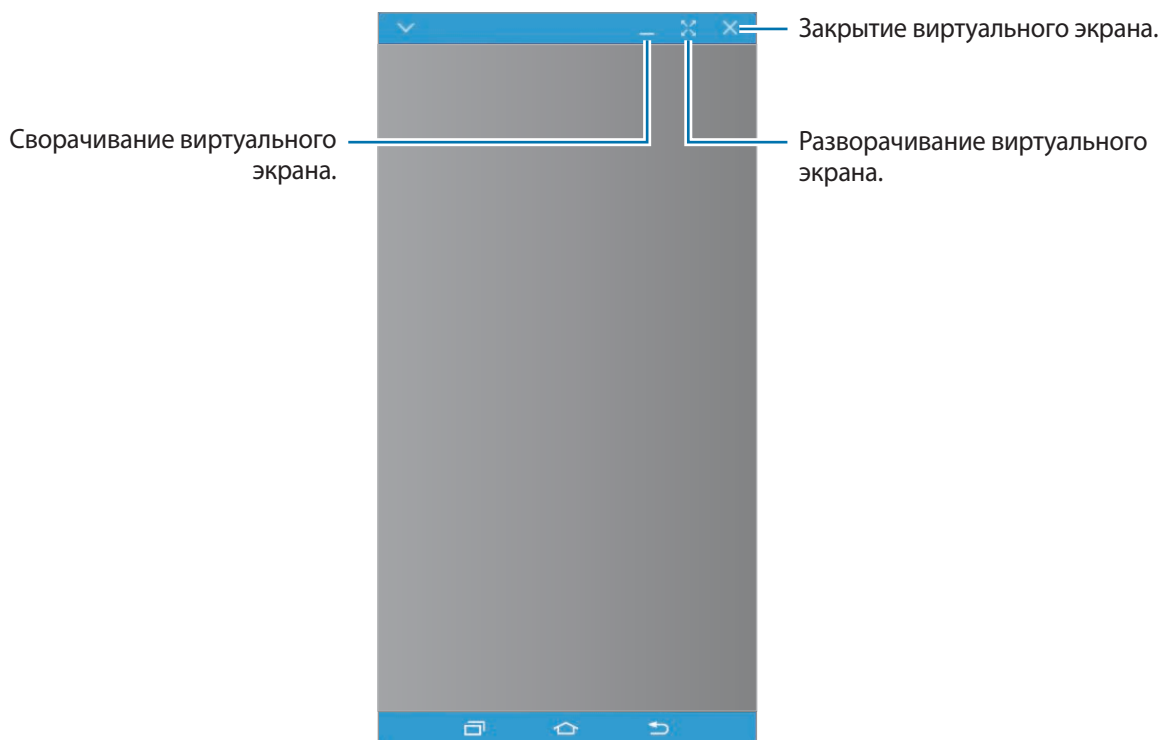 Закрытие виртуального экрана.
Сворачивание виртуального
экрана.
Разворачивание виртуального
экрана.